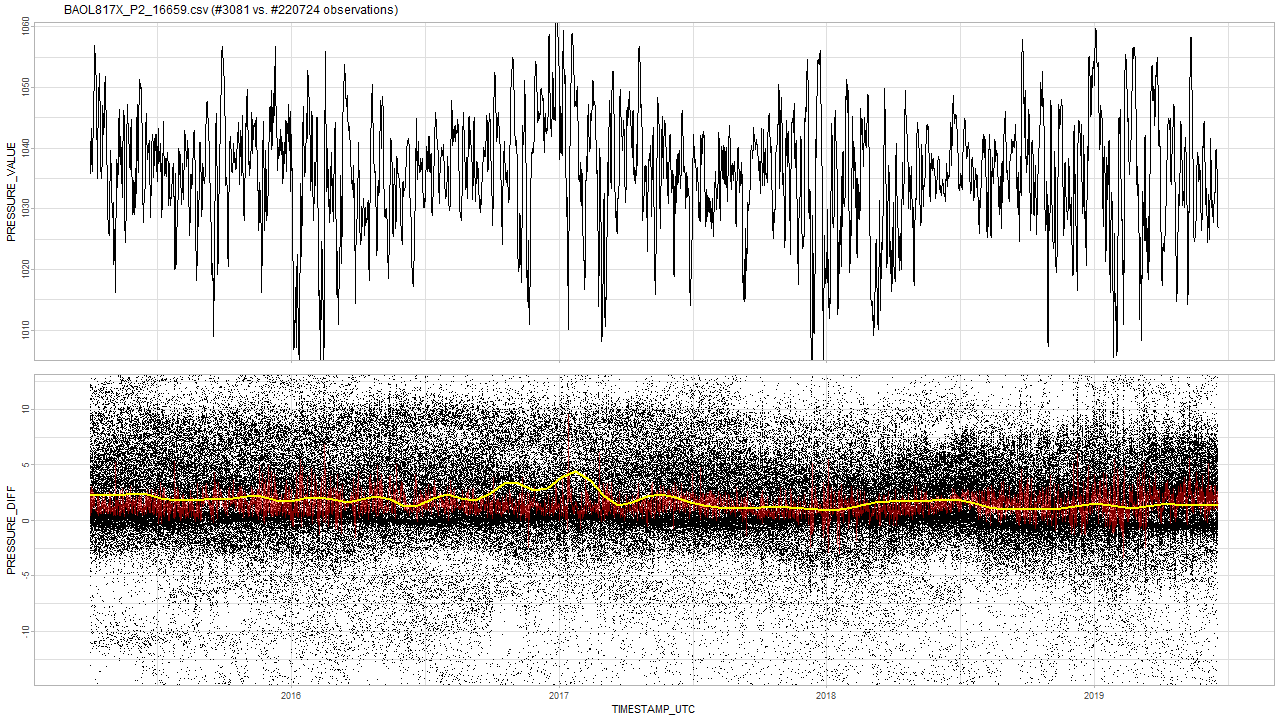 BAOL817X_P2_16659.csv (#3081 vs. #220724 observations)
PRESSURE_VALUE
1060
1050
1040
1030
1020
1010
PRESSURE_DIFF
10
5
0
-5
-10
2016 2017 2018 2019
TIMESTAMP_UTC